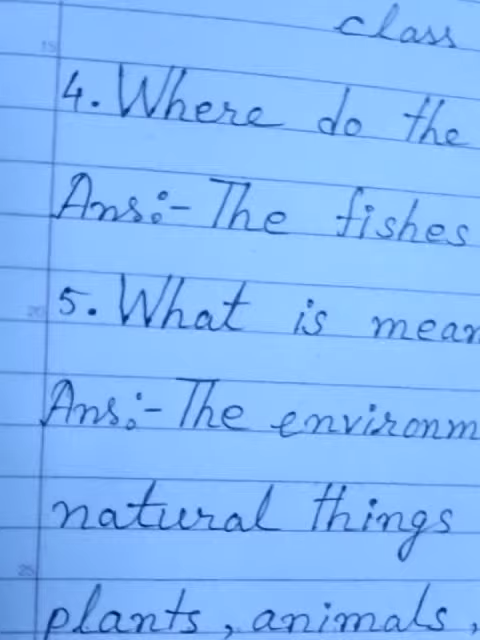 class
4. Where do the
Ans:- The fishes
5. What is mean
Ans:- The environm
natural things
plants, animals,